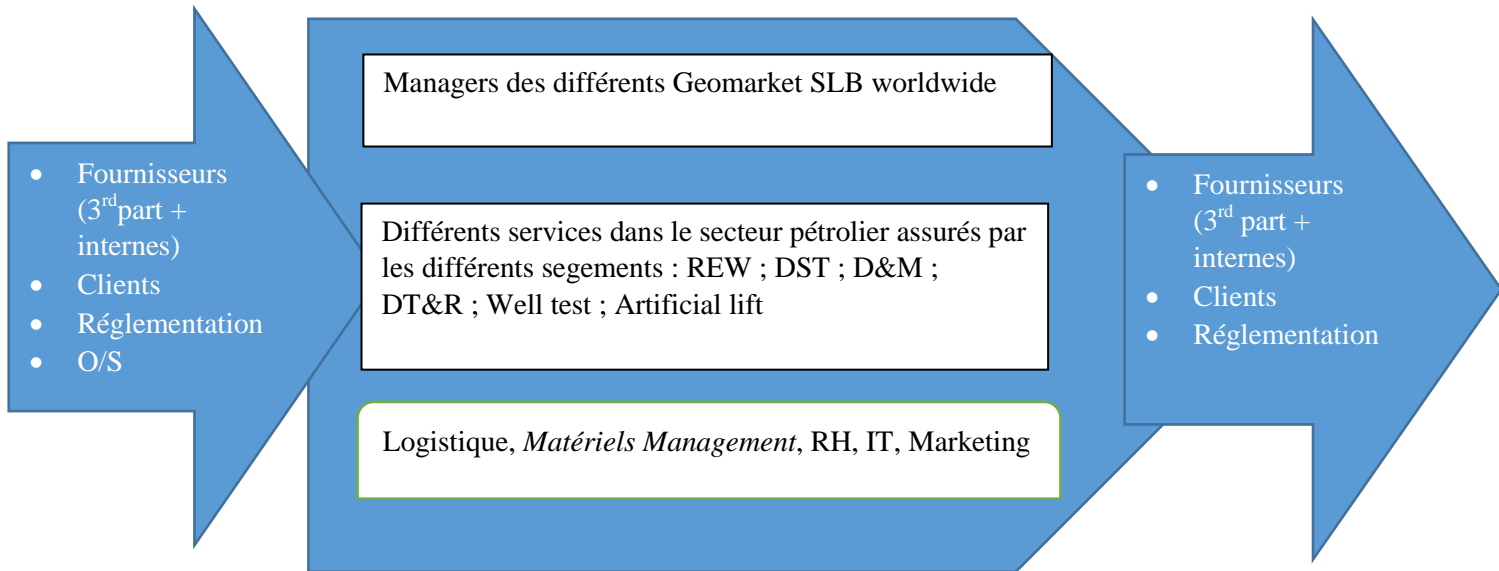 • Fournisseurs
(3rd part +
internes)
• Clients
• Réglementation
• O/S
Managers des différents Geomarket SLB worldwide
Différents services dans le secteur pétrolier assurés par
les différents segements : REW ; DST ; D&M ;
DT&R ; Well test ; Artificial lift
Logistique, Matériels Management, RH, IT, Marketing
• Fournisseurs
(3rd part +
internes)
• Clients
• Réglementation